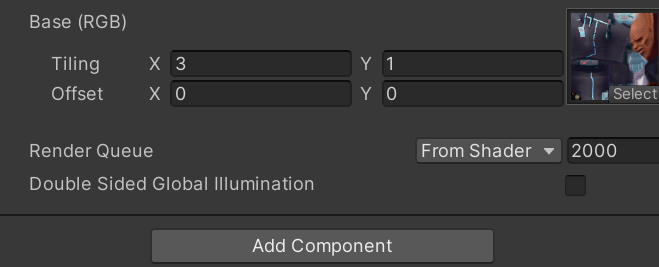 Base (RGB)
Tiling X 3 Y 1
Offset X 0 Y 0
Select
Render Queue From Shader 2000
Double Sided Global Illumination
Add Component